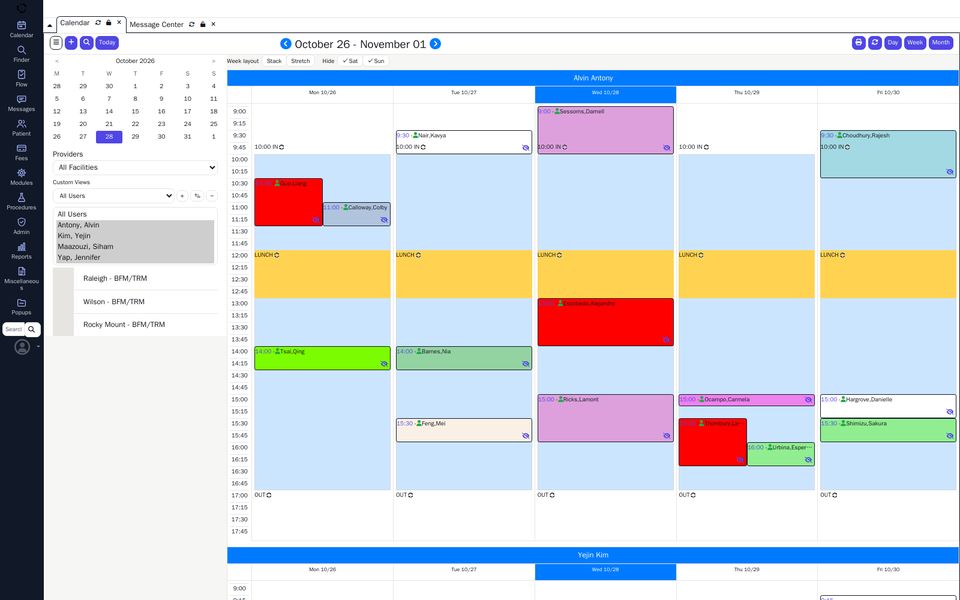 Calendar
Message Center
Calendar
Finder
Flow
Messages
Patient
Fees
Modules
Procedures
Admin
Reports
Miscellaneou
s
Popups
Searcl
Today
October 26 - November 01
Day
Week
Month
< October 2026 >
M T W T F S S
28 29 30 1 2 3 4
5 6 7 8 9 10 11
12 13 14 15 16 17 18
19 20 21 22 23 24 25
26 27 28 29 30 31 1
Providers
All Facilities
Custom Views
All Users
All Users
Antony, Alvin
Kim, Yejin
Maazouzi, Siham
Yap, Jennifer
Raleigh - BFM/TRM
Wilson - BFM/TRM
Rocky Mount - BFM/TRM
Week layout Stack Stretch Hide ✓ Sat ✓ Sun
Alvin Antony
Mon 10/26 Tue 10/27 Wed 10/28 Thu 10/29 Fri 10/30
9:00
9:15
9:30
9:45
10:00
10:15
10:30
10:45
11:00
11:15
11:30
11:45
12:00
12:15
12:30
12:45
13:00
13:15
13:30
13:45
14:00
14:15
14:30
14:45
15:00
15:15
15:30
15:45
16:00
16:15
16:30
16:45
17:00
17:15
17:30
17:45
10:00 IN
11:00 - Calloway,Colby
LUNCH
14:00 - Tsai,Qing
OUT
9:30 - Nair,Kavya
10:00 IN
LUNCH
14:00 - Barnes,Nia
15:30 - Feng,Mei
OUT
9:00 - Sessoms,Darnell
10:00 IN
LUNCH
Escobedo,Alejandro
15:00 - Ricks,Lamont
OUT
10:00 IN
LUNCH
15:00 - Ocampo,Carmela
16:00 - Urbina,Esper
OUT
9:30 - Choudhury,Rajesh
10:00 IN
LUNCH
15:00 - Hargrove,Danielle
15:30 - Shimizu,Sakura
OUT
Yejin Kim
Mon 10/26 Tue 10/27 Wed 10/28 Thu 10/29 Fri 10/30
9:00